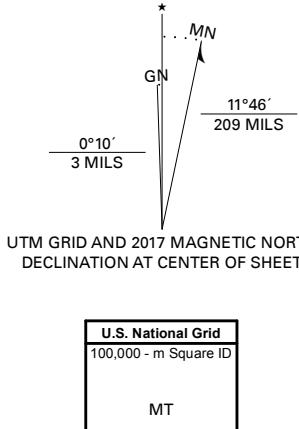 ★
MN
GN
0°10´
3 MILS
11°46´
209 MILS
UTM GRID AND 2017 MAGNETIC NORT
DECLINATION AT CENTER OF SHEET
U.S. National Grid
100,000 - m Square ID
MT